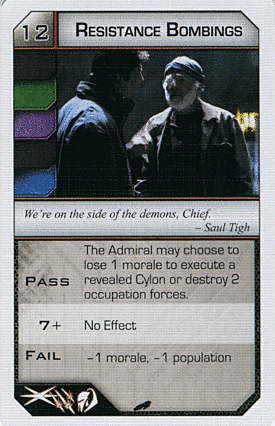 12 Resistance Bombings
We're on the side of the demons, Chief.
– Saul Tigh
Pass
The Admiral may choose to
lose 1 morale to execute a
revealed Cylon or destroy 2
occupation forces.
7+ No Effect
Fail −1 morale, −1 population